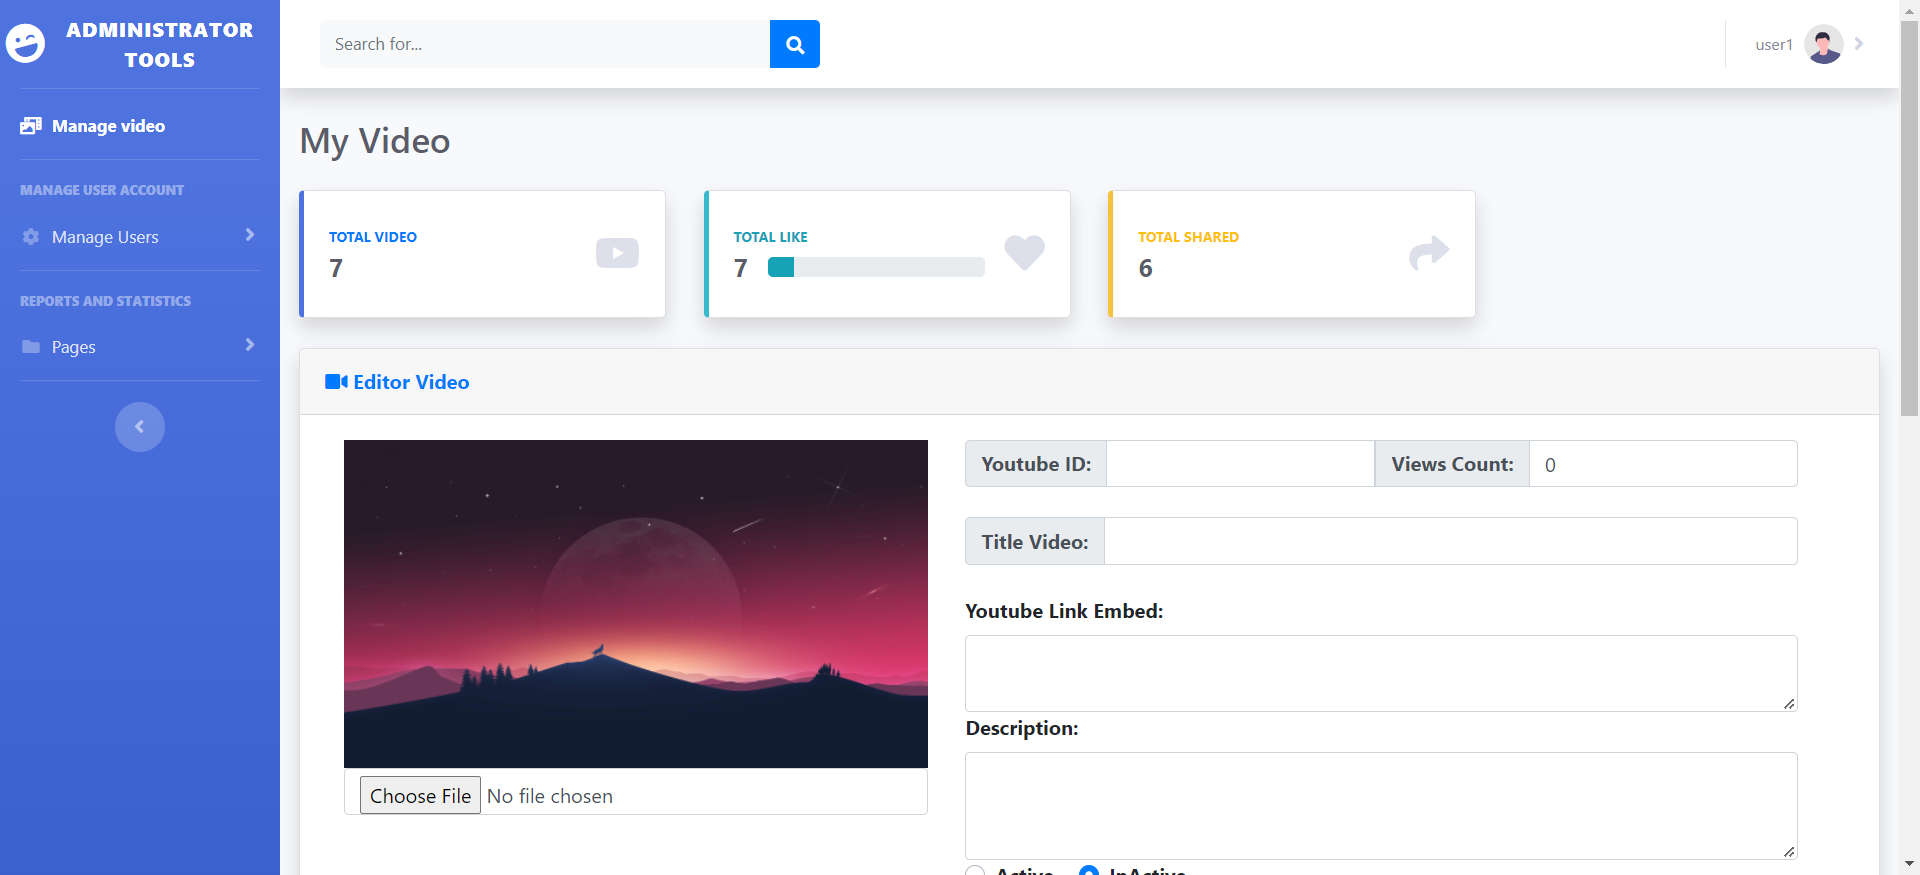 ADMINISTRATOR
TOOLS
Search for...
user1
Manage video
My Video
MANAGE USER ACCOUNT
Manage Users
TOTAL VIDEO
7
TOTAL LIKE
7
TOTAL SHARED
6
REPORTS AND STATISTICS
Pages
Editor Video
Youtube ID:
Views Count: 0
Title Video:
Youtube Link Embed:
Description:
Choose File No file chosen
Active InActive